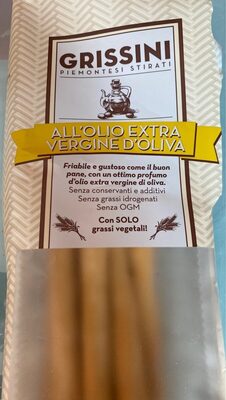 GRISSINI
PIEMONTESI STIRATI
ALL'OLIO EXTRA
VERGINE D'OLIVA
Friabile e gustoso come il buon
pane, con un ottimo profumo
d'olio extra vergine di oliva.
Senza conservanti e additivi
Senza grassi idrogenati
Senza OGM
Con SOLO
grassi vegetali!